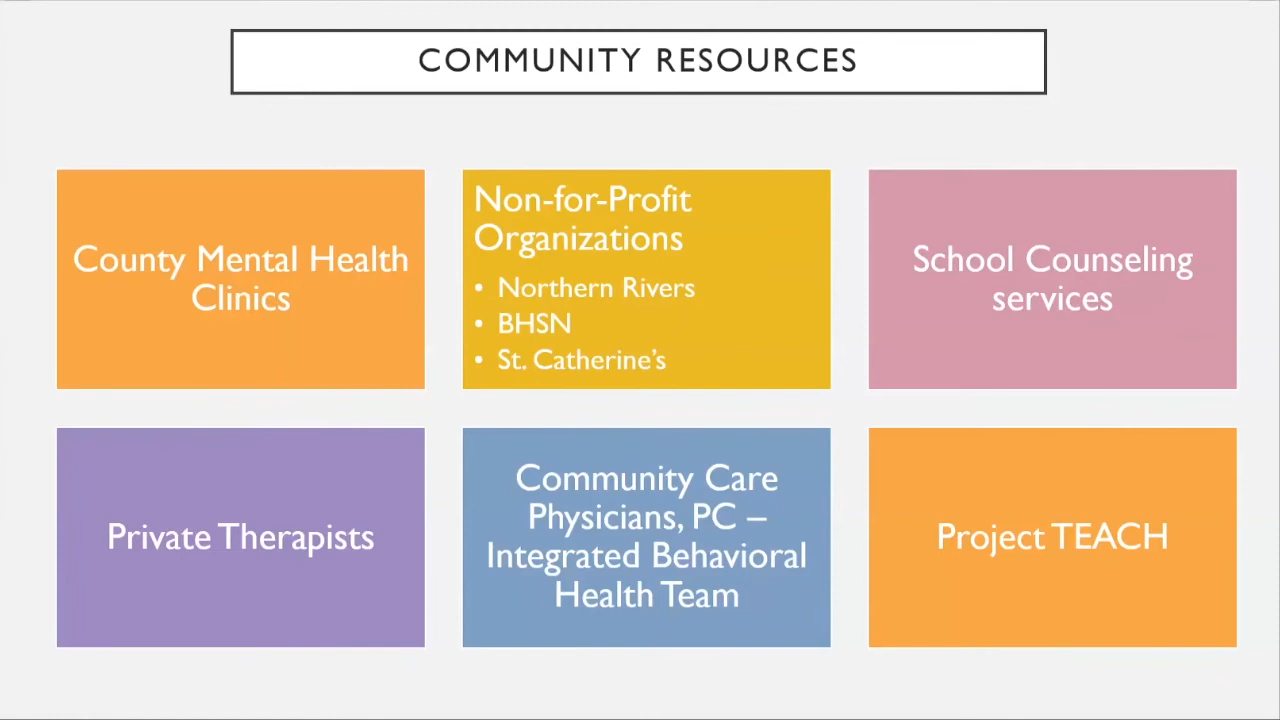 COMMUNITY RESOURCES
County Mental Health
Clinics
Non-for-Profit
Organizations
• Northern Rivers
• BHSN
• St. Catherine's
School Counseling
services
Private Therapists
Community Care
Physicians, PC –
Integrated Behavioral
Health Team
Project TEACH